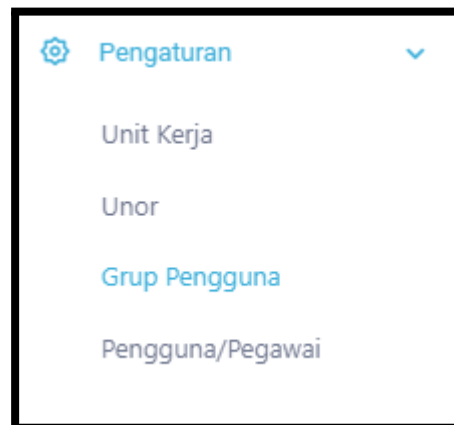 Pengaturan
Unit Kerja
Unor
Grup Pengguna
Pengguna/Pegawai